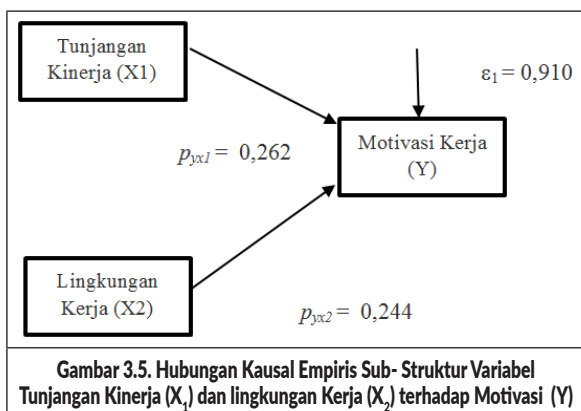 Tunjangan
Kinerja (X1)
ε₁ = 0,910
Motivasi Kerja
(Y)
pyx1 = 0,262
Lingkungan
Kerja (X2)
pyx2 = 0,244
Gambar 3.5. Hubungan Kausal Empiris Sub- Struktur Variabel
Tunjangan Kinerja (X₁) dan lingkungan Kerja (X₂) terhadap Motivasi (Y)